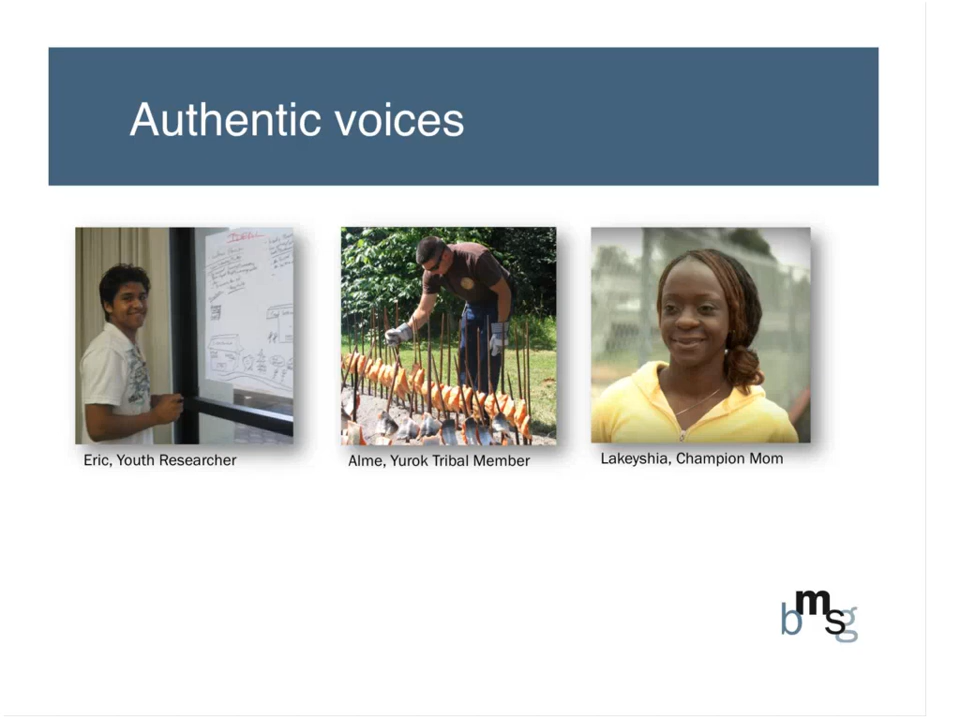 Authentic voices
Eric, Youth Researcher
Alme, Yurok Tribal Member
Lakeyshia, Champion Mom
bmsg